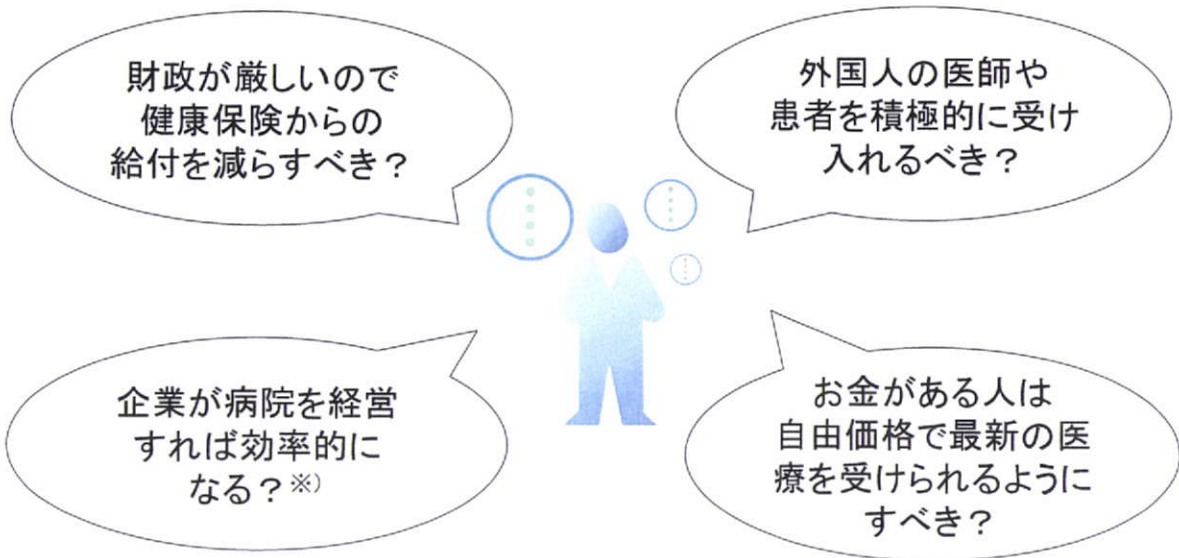 財政が厳しいので
健康保険からの
給付を減らすべき？
外国人の医師や
患者を積極的に受け
入れるべき？
企業が病院を経営
すれば効率的に
なる？※）
お金がある人は
自由価格で最新の医
療を受けられるように
すべき？